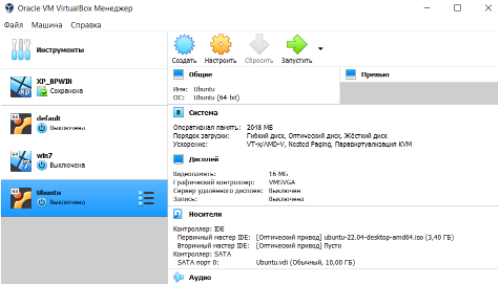 Oracle VM VirtualBox Менеджер
Файл Машина Справка
Инструменты
Создать Настроить Сбросить Запустить
XP_BPWIN
Сохранена
default
Выключена
win7
Выключена
Ubuntu
Выключена
Общие
Имя: Ubuntu
ОС: Ubuntu (64-bit)
Превью
Система
Оперативная память: 2048 МБ
Порядок загрузки: Гибкий диск, Оптический диск, Жёсткий диск
Ускорение: VT-x/AMD-V, Nested Paging, Паравиртуализация KVM
Дисплей
Видеопамять: 16 МБ
Графический контроллер: VMSVGA
Сервер удалённого дисплея: Выключен
Запись: Выключена
Носители
Контроллер: IDE
Первичный мастер IDE: [Оптический привод] ubuntu-22.04-desktop-amd64.iso (3,40 ГБ)
Вторичный мастер IDE: [Оптический привод] Пусто
Контроллер: SATA
SATA порт 0: Ubuntu.vdi (Обычный, 10,00 ГБ)
Аудио